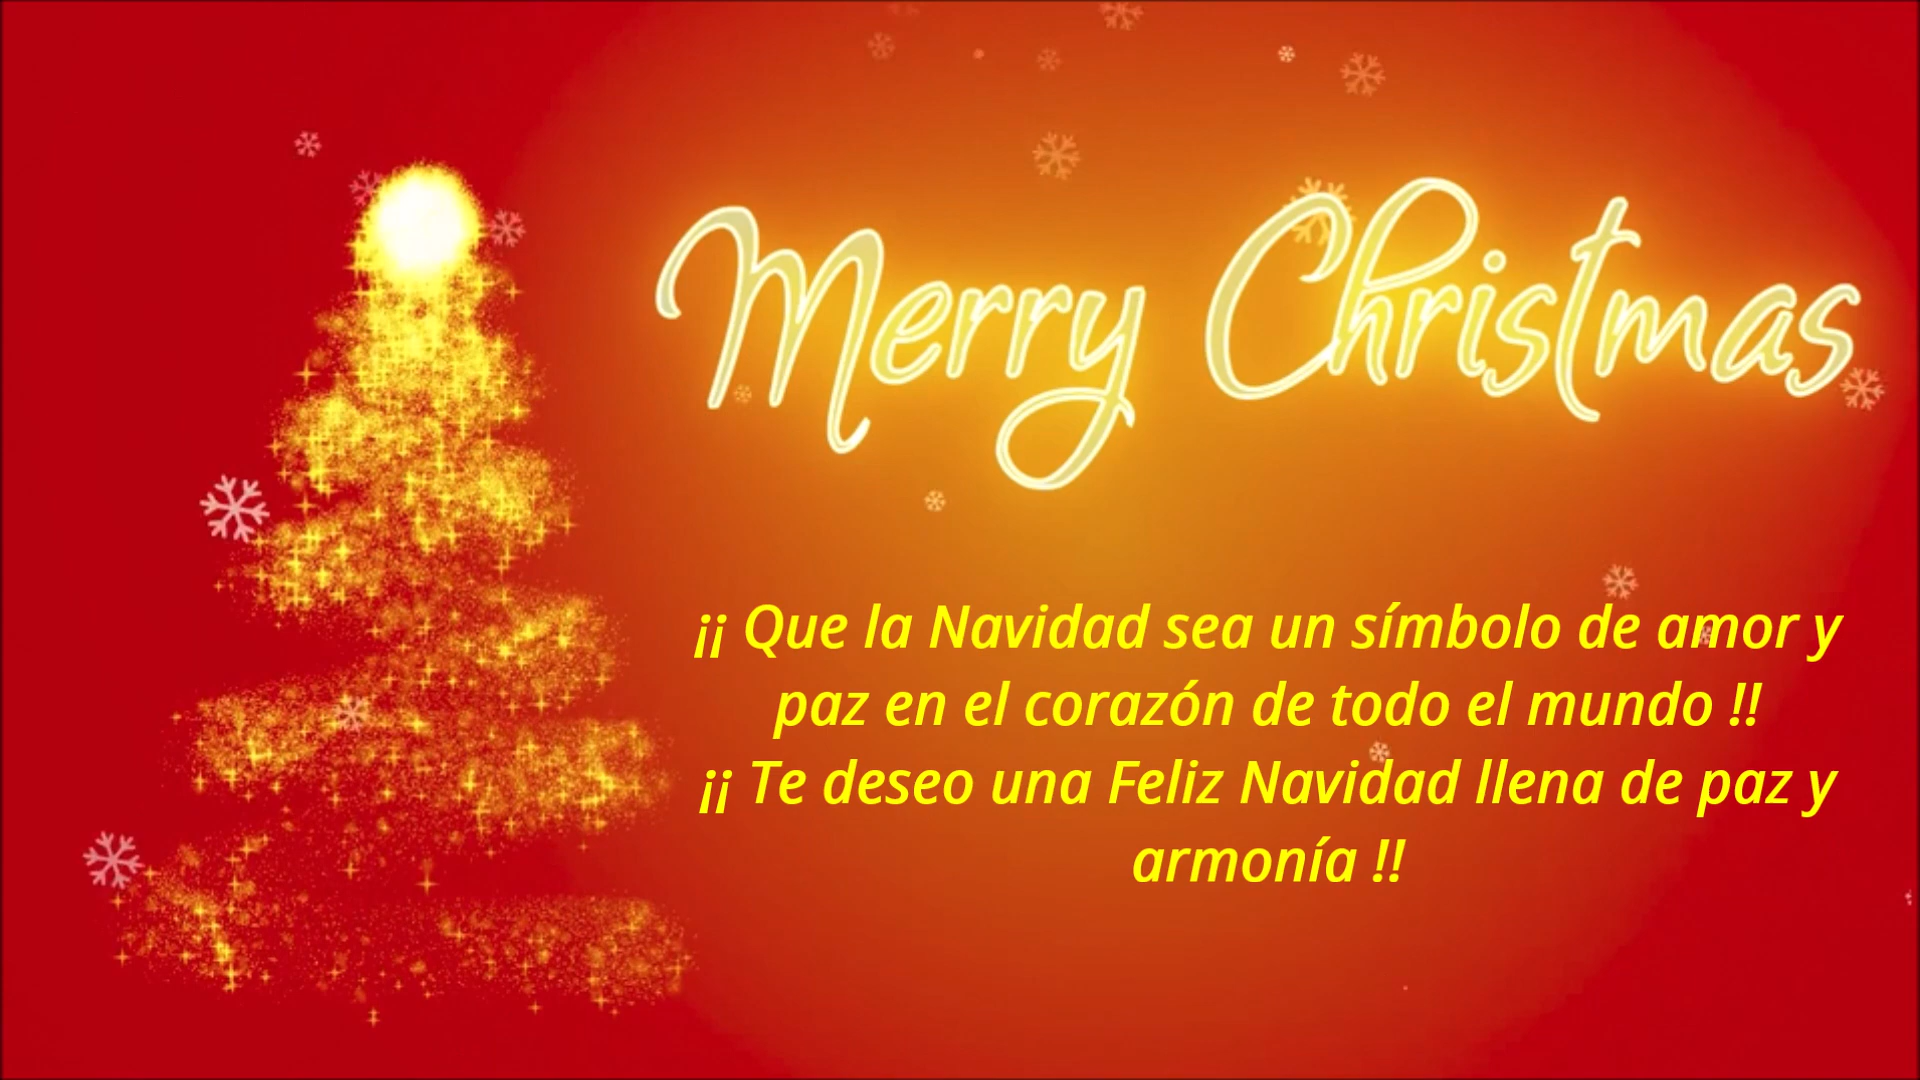 Merry Christmas
¡¡ Que la Navidad sea un símbolo de amor y
paz en el corazón de todo el mundo !!
¡¡ Te deseo una Feliz Navidad llena de paz y
armonía !!